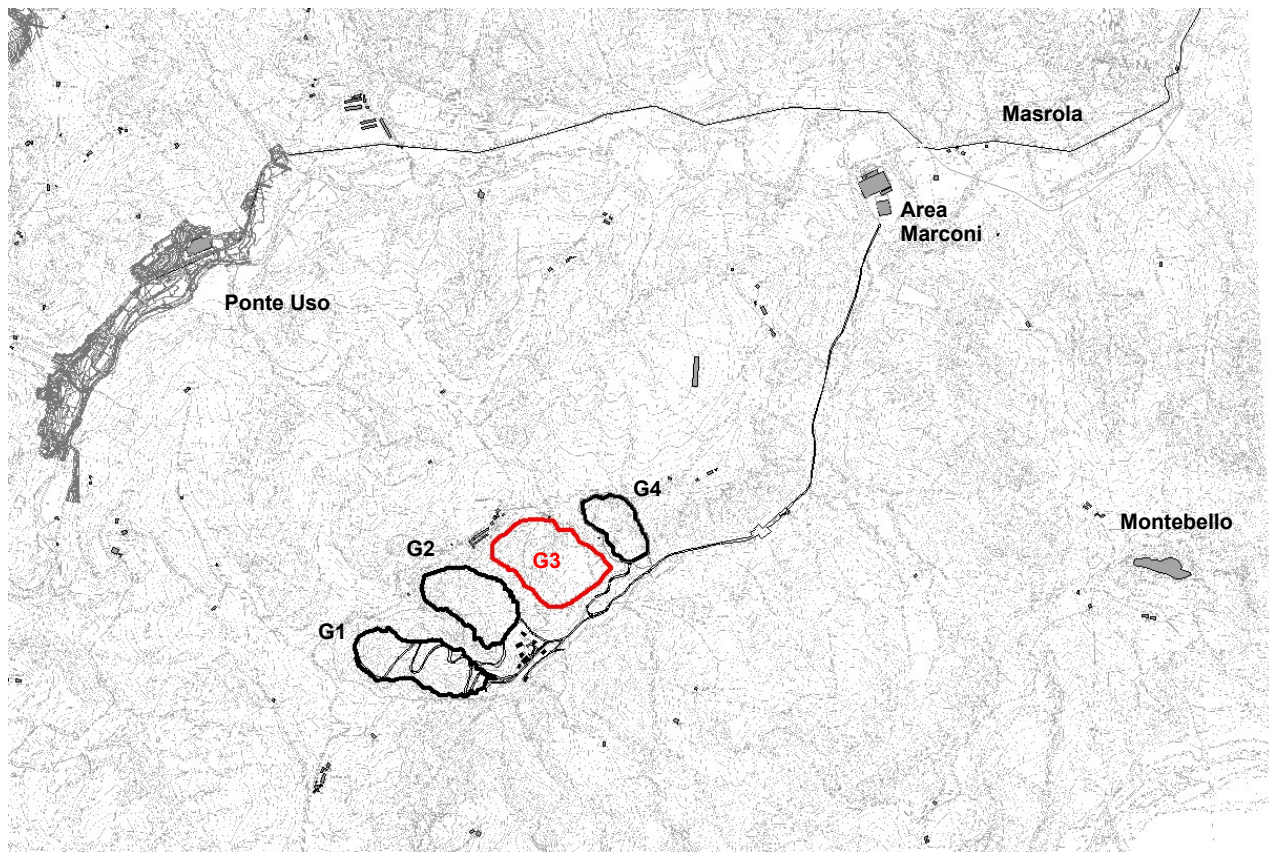 Masrola
Area
Marconi
Ponte Uso
G4
Montebello
G2
G3
G1